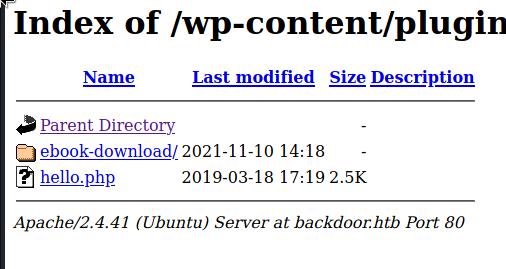 Index of /wp-content/plugin
Name Last modified Size Description
Parent Directory -
ebook-download/ 2021-11-10 14:18 -
hello.php 2019-03-18 17:19 2.5K
Apache/2.4.41 (Ubuntu) Server at backdoor.htb Port 80